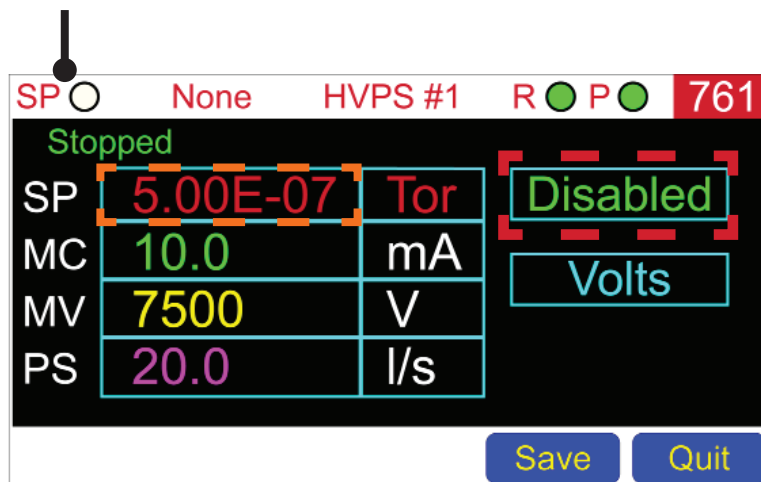 SP None HVPS #1 R P 761
Stopped
SP 5.00E-07 Tor Disabled
MC 10.0 mA
Volts
MV 7500 V
PS 20.0 l/s
Save Quit